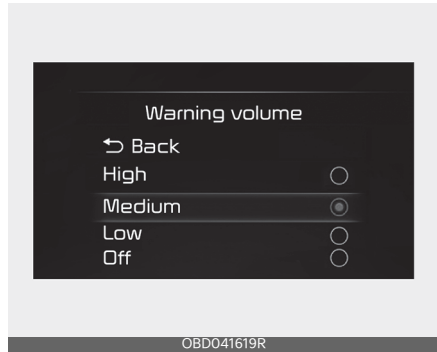 Warning volume
Back
High
Medium
Low
Off
OBD041619R